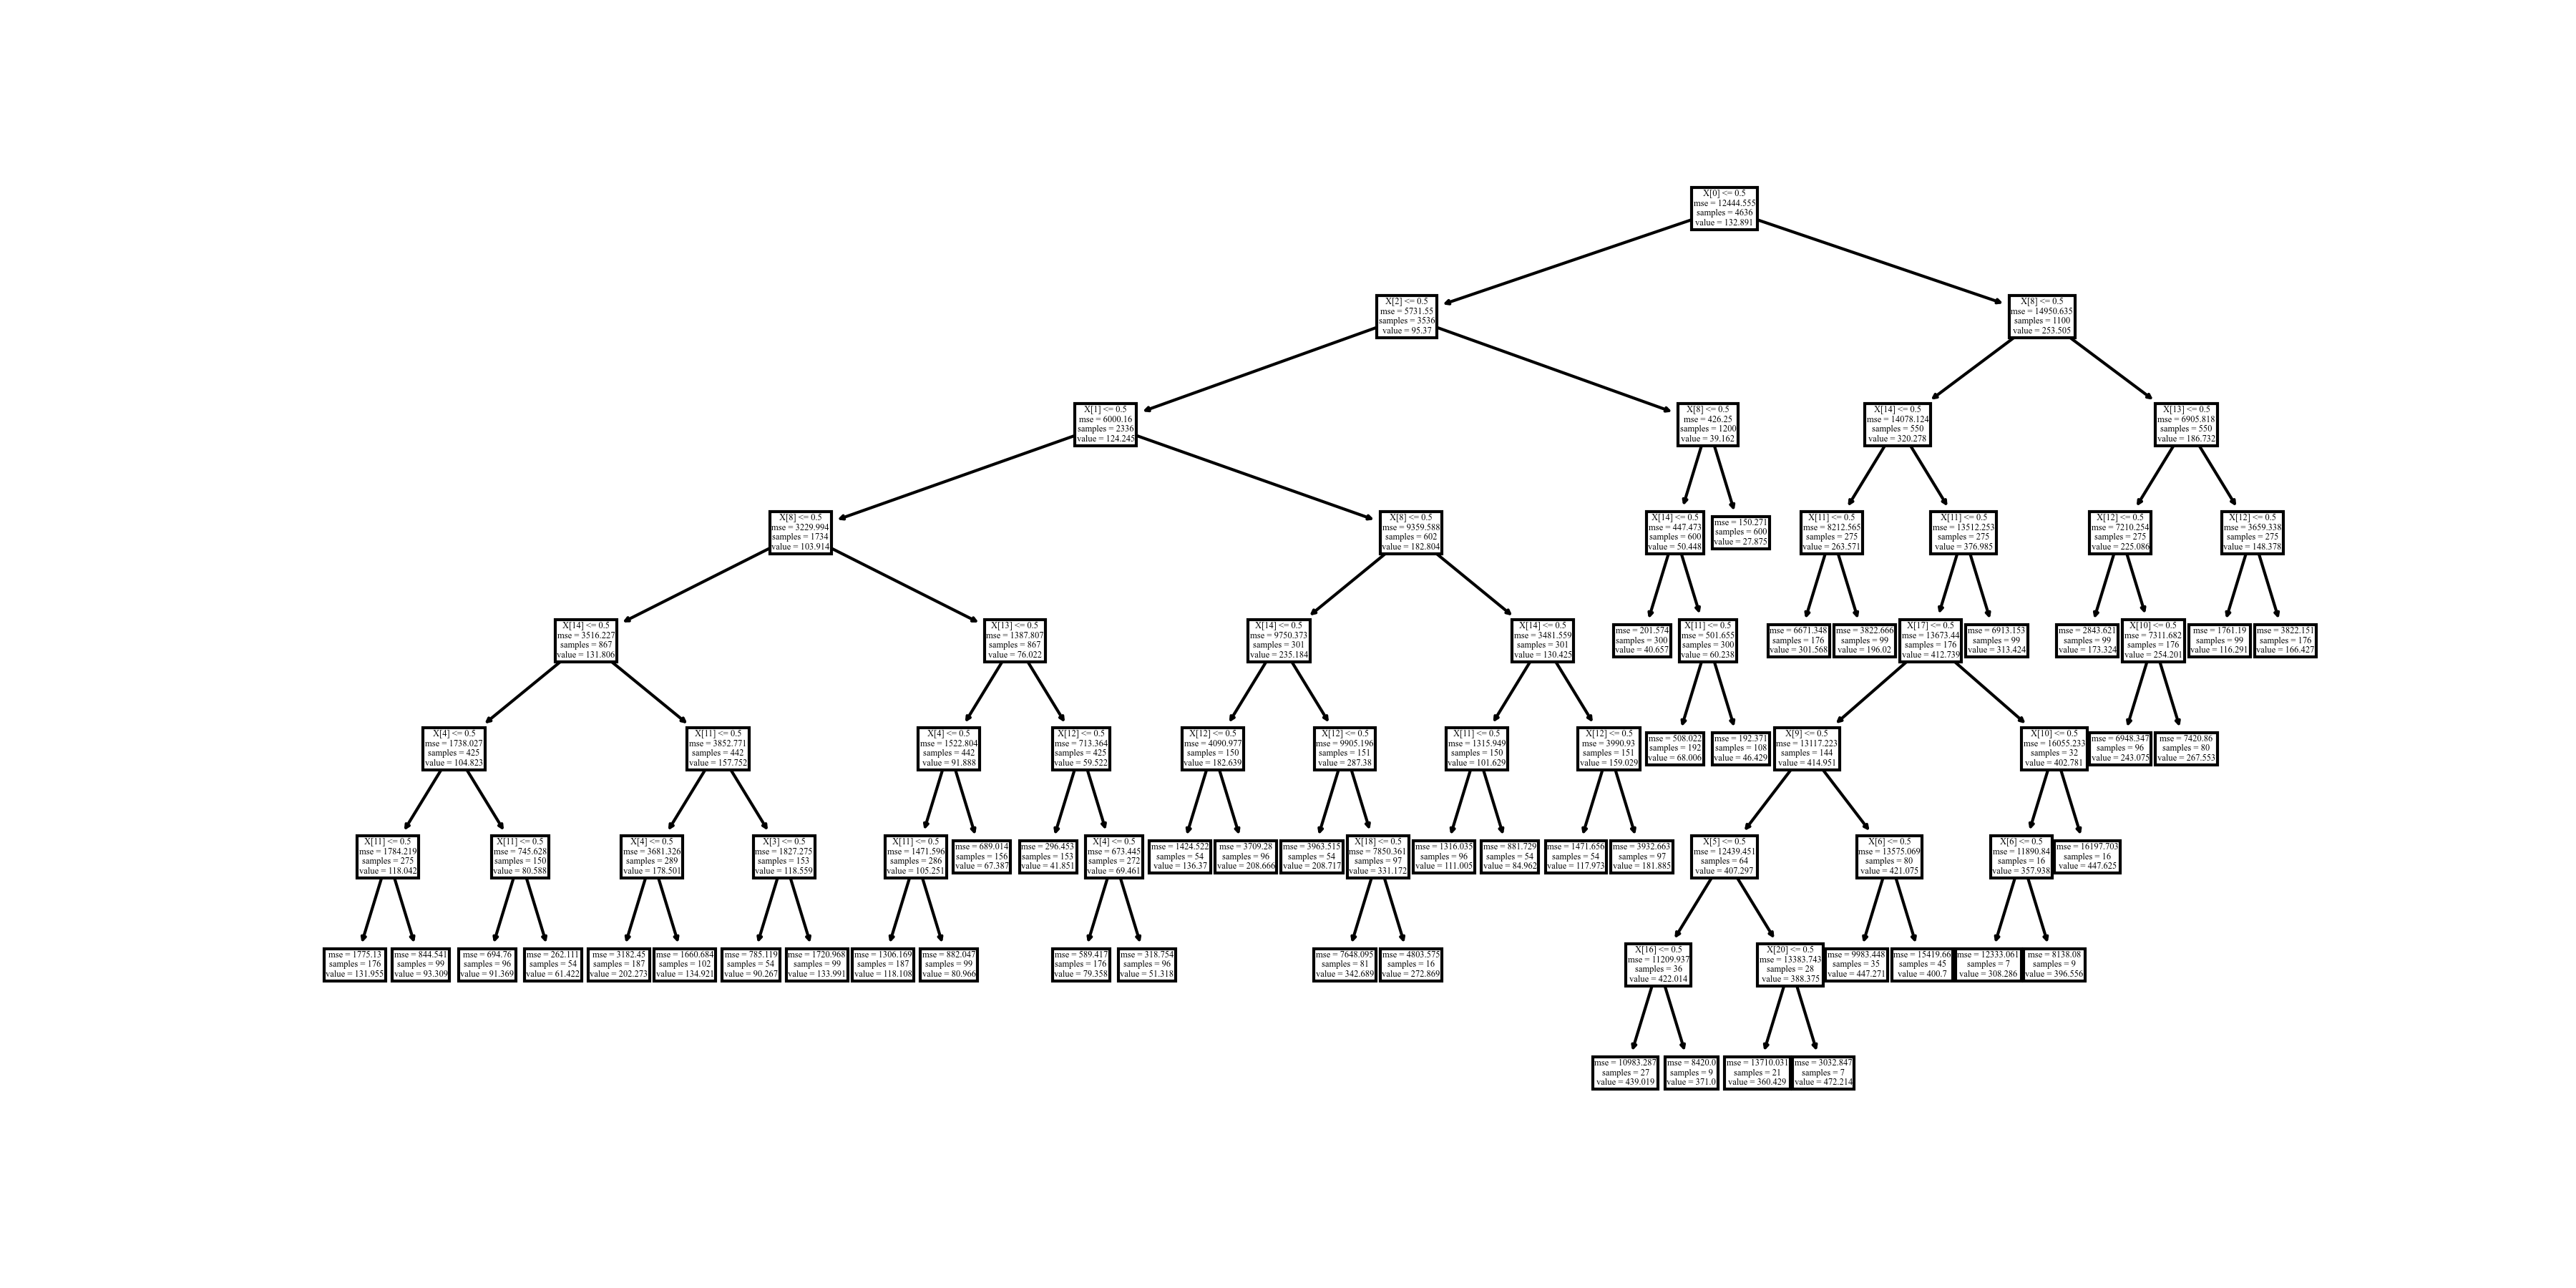 X[0] <= 0.5
mse = 12444.555
samples = 4636
value = 132.891
X[2] <= 0.5
mse = 5731.55
samples = 3536
value = 95.37
X[8] <= 0.5
mse = 14950.635
samples = 1100
value = 253.505
X[1] <= 0.5
mse = 6000.16
samples = 2336
value = 124.245
X[8] <= 0.5
mse = 426.25
samples = 1200
value = 39.162
X[14] <= 0.5
mse = 14078.124
samples = 550
value = 320.278
X[13] <= 0.5
mse = 6905.818
samples = 550
value = 186.732
X[8] <= 0.5
mse = 3229.994
samples = 1734
value = 103.914
X[8] <= 0.5
mse = 9359.588
samples = 602
value = 182.804
X[14] <= 0.5
mse = 447.473
samples = 600
value = 50.448
mse = 150.271
samples = 600
value = 27.875
X[11] <= 0.5
mse = 8212.565
samples = 275
value = 263.571
X[11] <= 0.5
mse = 13512.253
samples = 275
value = 376.985
X[12] <= 0.5
mse = 7210.254
samples = 275
value = 225.086
X[12] <= 0.5
mse = 3659.338
samples = 275
value = 148.378
X[14] <= 0.5
mse = 3516.227
samples = 867
value = 131.806
X[13] <= 0.5
mse = 1387.807
samples = 867
value = 76.022
X[14] <= 0.5
mse = 9750.373
samples = 301
value = 235.184
X[14] <= 0.5
mse = 3481.559
samples = 301
value = 130.425
mse = 201.574
samples = 300
value = 40.657
X[11] <= 0.5
mse = 501.655
samples = 300
value = 60.238
mse = 6671.348
samples = 176
value = 301.568
mse = 3822.666
samples = 99
value = 196.02
X[17] <= 0.5
mse = 13673.44
samples = 176
value = 412.739
mse = 6913.153
samples = 99
value = 313.424
mse = 2843.621
samples = 99
value = 173.324
X[10] <= 0.5
mse = 7311.682
samples = 176
value = 254.201
mse = 1761.19
samples = 99
value = 116.291
mse = 3822.151
samples = 176
value = 166.427
X[4] <= 0.5
mse = 1738.027
samples = 425
value = 104.823
X[11] <= 0.5
mse = 3852.771
samples = 442
value = 157.752
X[4] <= 0.5
mse = 1522.804
samples = 442
value = 91.888
X[12] <= 0.5
mse = 713.364
samples = 425
value = 59.522
X[12] <= 0.5
mse = 4090.977
samples = 150
value = 182.639
X[12] <= 0.5
mse = 9905.196
samples = 151
value = 287.38
X[11] <= 0.5
mse = 1315.949
samples = 150
value = 101.629
X[12] <= 0.5
mse = 3990.93
samples = 151
value = 159.029
mse = 508.022
samples = 192
value = 68.006
mse = 192.371
samples = 108
value = 46.429
X[9] <= 0.5
mse = 13117.223
samples = 144
value = 414.951
X[10] <= 0.5
mse = 16055.233
samples = 32
value = 402.781
mse = 6948.347
samples = 96
value = 243.075
mse = 7420.86
samples = 80
value = 267.553
X[11] <= 0.5
mse = 1784.219
samples = 275
value = 118.042
X[11] <= 0.5
mse = 745.628
samples = 150
value = 80.588
X[4] <= 0.5
mse = 3681.326
samples = 289
value = 178.501
X[3] <= 0.5
mse = 1827.275
samples = 153
value = 118.559
X[11] <= 0.5
mse = 1471.596
samples = 286
value = 105.251
mse = 689.014
samples = 156
value = 67.387
mse = 296.453
samples = 153
value = 41.851
X[4] <= 0.5
mse = 673.445
samples = 272
value = 69.461
mse = 1424.522
samples = 54
value = 136.37
mse = 3709.28
samples = 96
value = 208.666
mse = 3963.515
samples = 54
value = 208.717
X[18] <= 0.5
mse = 7850.361
samples = 97
value = 331.172
mse = 1316.035
samples = 96
value = 111.005
mse = 881.729
samples = 54
value = 84.962
mse = 1471.656
samples = 54
value = 117.973
mse = 3932.663
samples = 97
value = 181.885
X[5] <= 0.5
mse = 12439.451
samples = 64
value = 407.297
X[6] <= 0.5
mse = 13575.069
samples = 80
value = 421.075
X[6] <= 0.5
mse = 11890.84
samples = 16
value = 357.938
mse = 16197.703
samples = 16
value = 447.625
mse = 1775.13
samples = 176
value = 131.955
mse = 844.541
samples = 99
value = 93.309
mse = 694.76
samples = 96
value = 91.369
mse = 262.111
samples = 54
value = 61.422
mse = 3182.45
samples = 187
value = 202.273
mse = 1660.684
samples = 102
value = 134.921
mse = 785.119
samples = 54
value = 90.267
mse = 1720.968
samples = 99
value = 133.991
mse = 1306.169
samples = 187
value = 118.108
mse = 882.047
samples = 99
value = 80.966
mse = 589.417
samples = 176
value = 79.358
mse = 318.754
samples = 96
value = 51.318
mse = 7648.095
samples = 81
value = 342.689
mse = 4803.575
samples = 16
value = 272.869
X[16] <= 0.5
mse = 11209.937
samples = 36
value = 422.014
X[20] <= 0.5
mse = 13383.743
samples = 28
value = 388.375
mse = 9983.448
samples = 35
value = 447.271
mse = 15419.66
samples = 45
value = 400.7
mse = 12333.061
samples = 7
value = 308.286
mse = 8138.08
samples = 9
value = 396.556
mse = 10983.287
samples = 27
value = 439.019
mse = 8420.0
samples = 9
value = 371.0
mse = 13710.031
samples = 21
value = 360.429
mse = 3032.847
samples = 7
value = 472.214